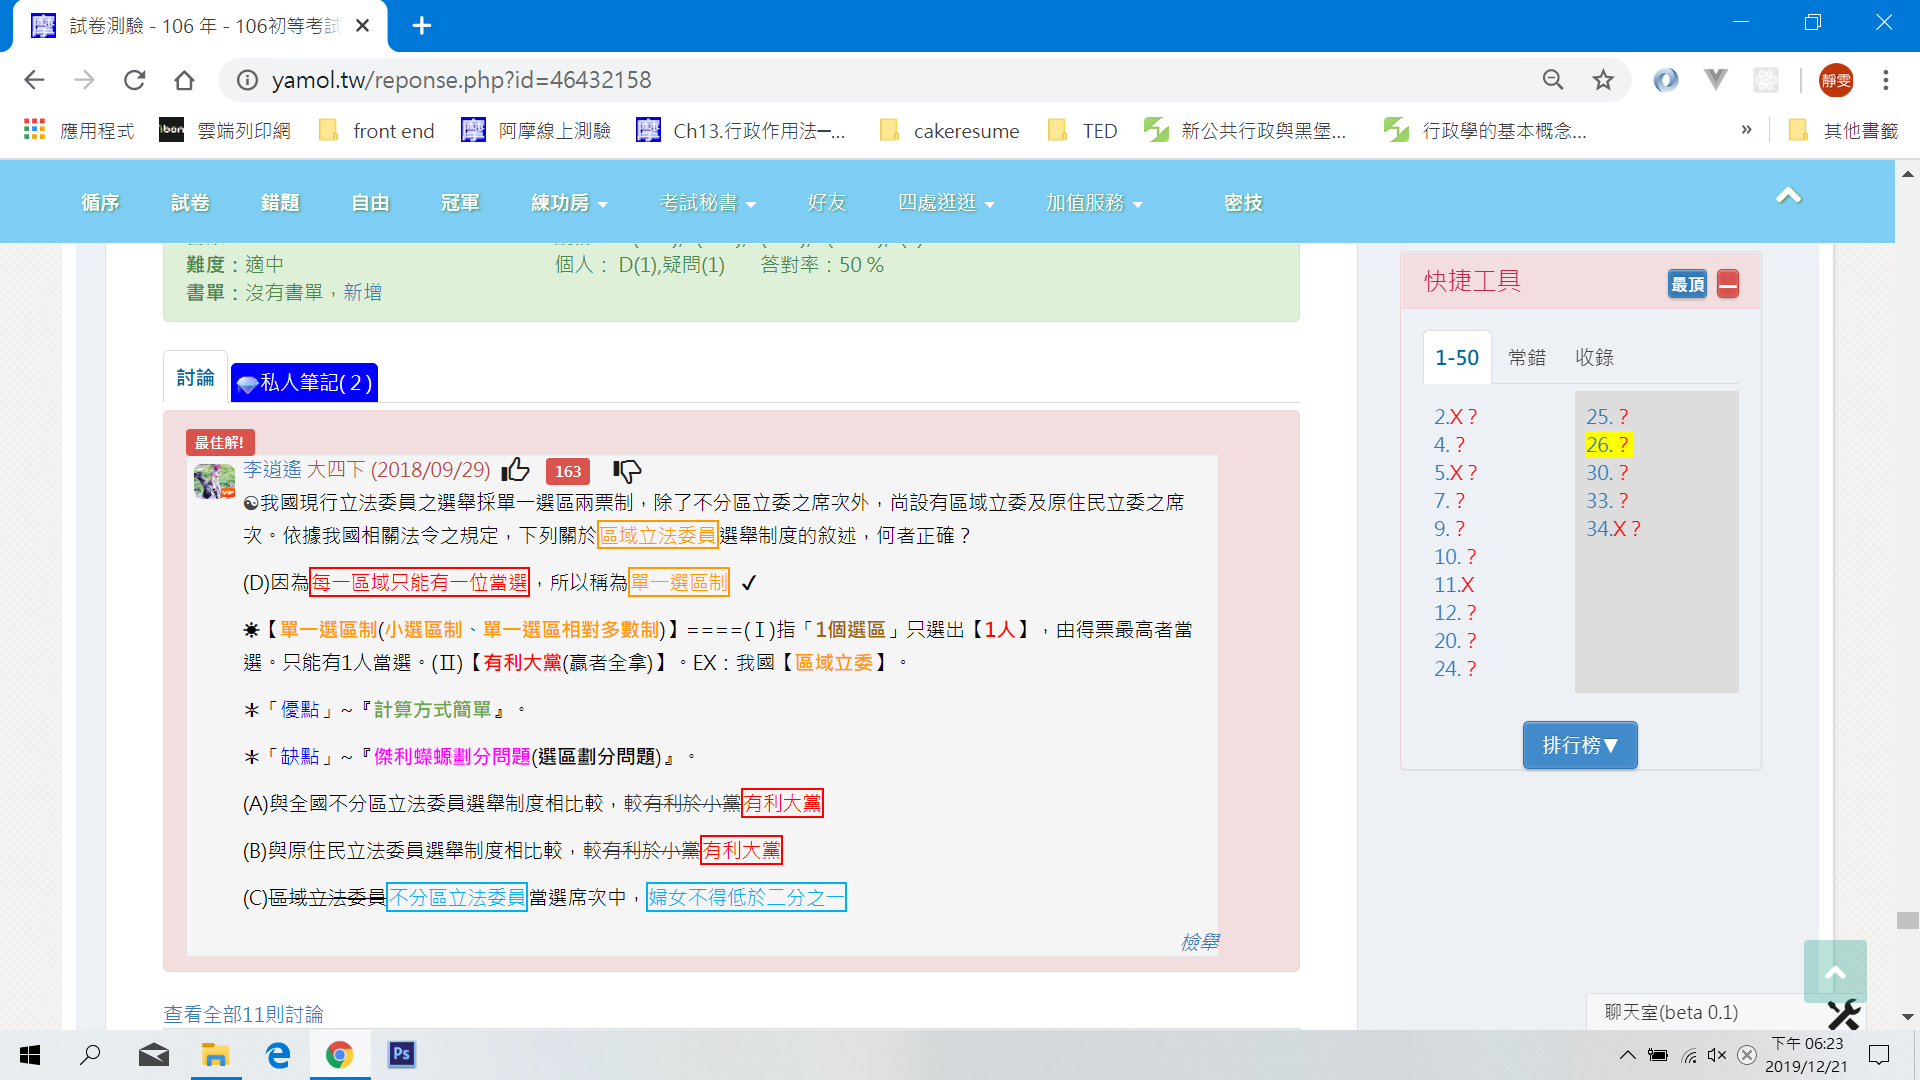 試卷測驗 - 106 年 - 106初等考試
yamol.tw/reponse.php?id=46432158
靜雯
應用程式
ibon
雲端列印網
front end
阿摩線上測驗
Ch13.行政作用法─...
cakeresume
TED
新公共行政與黑堡...
行政學的基本概念...
»
其他書籤
循序
試卷
錯題
自由
冠軍
練功房
考試秘書
好友
四處逛逛
加值服務
密技
難度：適中
個人： D(1),疑問(1)
答對率：50 %
書單：沒有書單，新增
討論
私人筆記( 2 )
最佳解!
李逍遙 大四下 (2018/09/29)
163
☯我國現行立法委員之選舉採單一選區兩票制，除了不分區立委之席次外，尚設有區域立委及原住民立委之席
次。依據我國相關法令之規定，下列關於區域立法委員選舉制度的敘述，何者正確？
(D)因為每一區域只能有一位當選，所以稱為單一選區制 ✔
☀【單一選區制(小選區制、單一選區相對多數制)】====(Ⅰ)指「1個選區」只選出【1人】，由得票最高者當
選。只能有1人當選。(Ⅱ)【有利大黨(贏者全拿)】。EX：我國【區域立委】。
＊「優點」~『計算方式簡單』。
＊「缺點」~『傑利蠑螈劃分問題(選區劃分問題)』。
(A)與全國不分區立法委員選舉制度相比較，較有利於小黨有利大黨
(B)與原住民立法委員選舉制度相比較，較有利於小黨有利大黨
(C)區域立法委員不分區立法委員當選席次中，婦女不得低於二分之一
檢舉
查看全部11則討論
快捷工具
最頂
1-50
常錯
收錄
2.X ?
4. ?
5.X ?
7. ?
9. ?
10. ?
11.X
12. ?
20. ?
24. ?
25. ?
26. ?
30. ?
33. ?
34.X ?
排行榜▼
聊天室(beta 0.1)
Ps
下午 06:23
2019/12/21